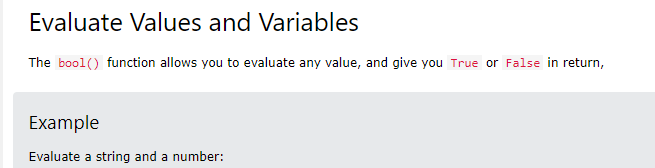 Evaluate Values and Variables
The bool() function allows you to evaluate any value, and give you True or False in return,
Example
Evaluate a string and a number: